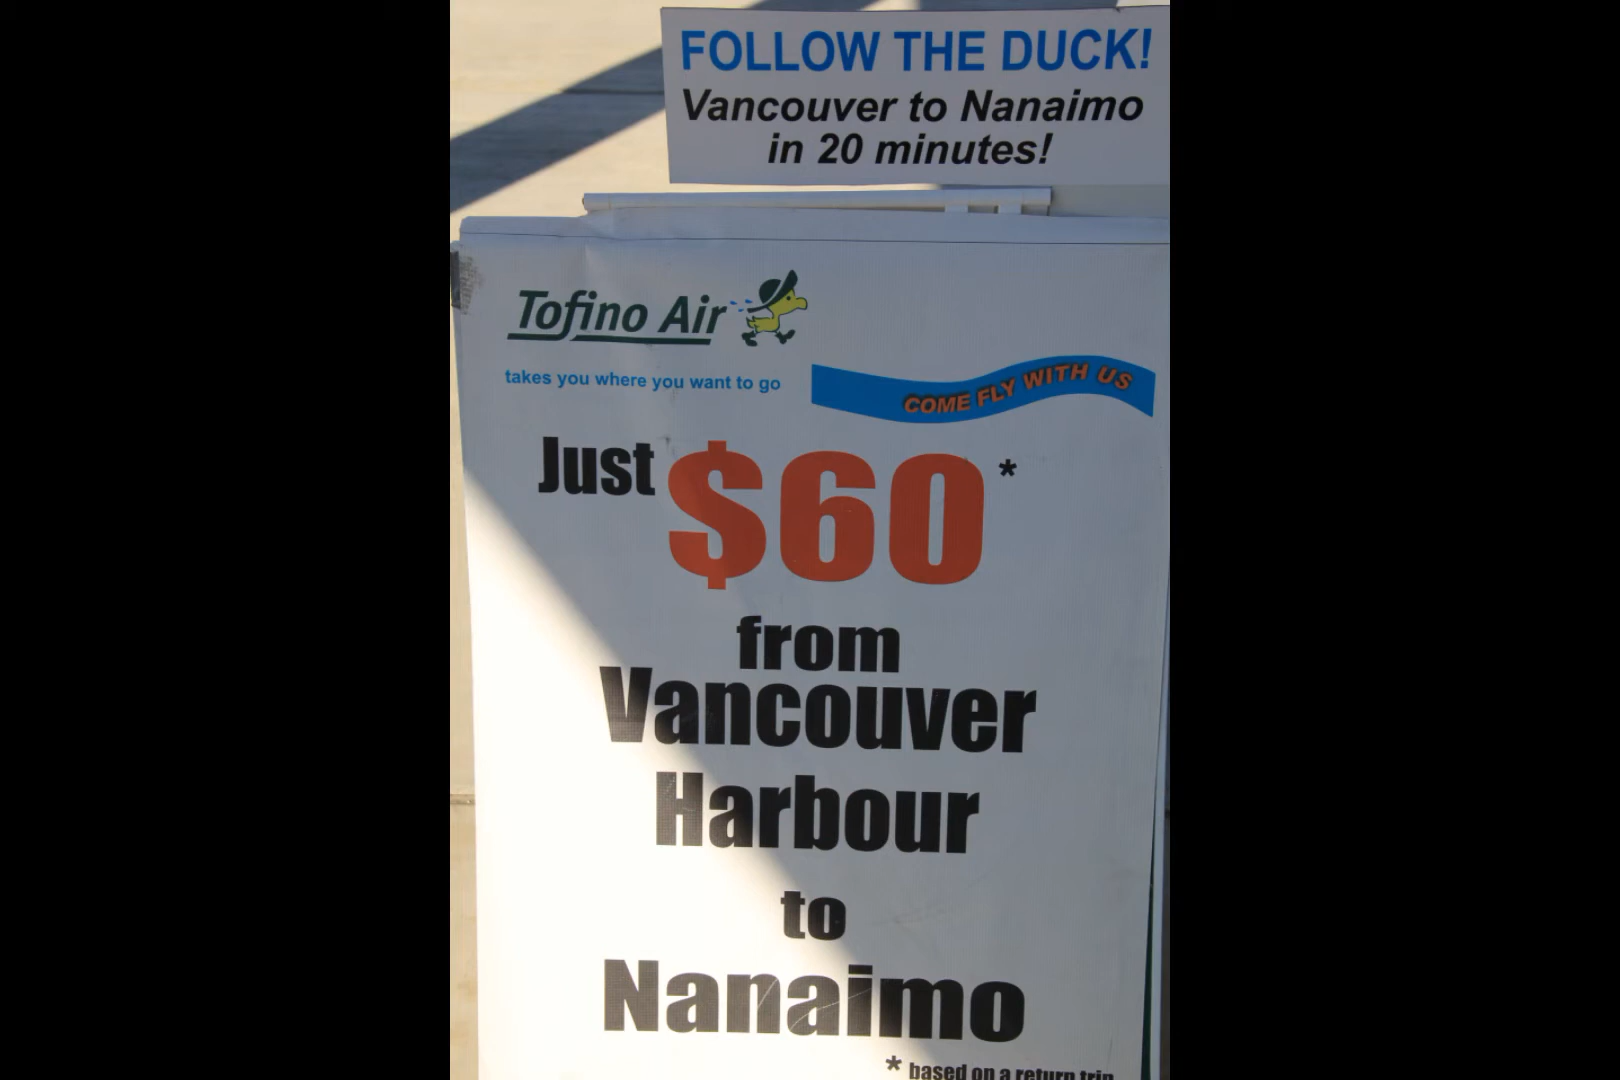 FOLLOW THE DUCK!
Vancouver to Nanaimo
in 20 minutes!
Tofino Air
takes you where you want to go
COME FLY WITH US
Just $60*
from
Vancouver
Harbour
to
Nanaimo
* based on a return trip